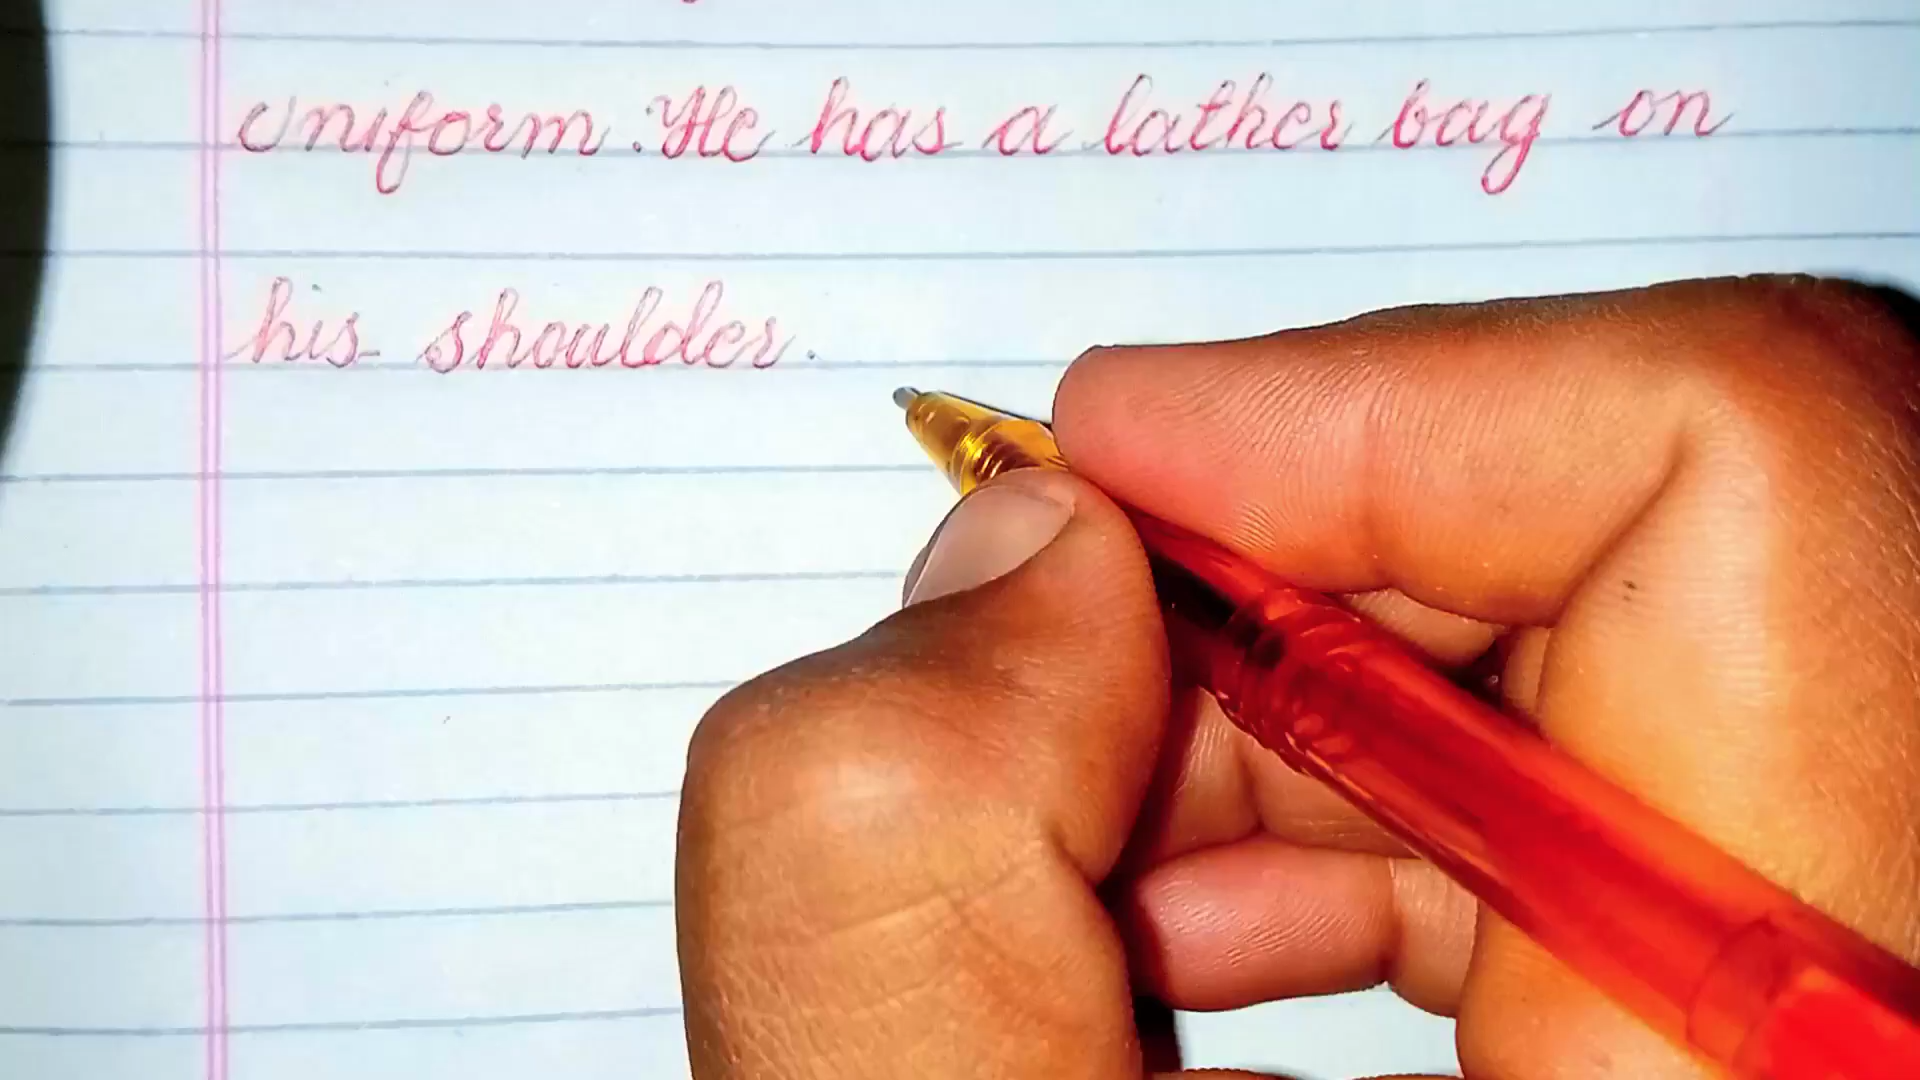 Uniform. He has a lather bag on
his shoulder.